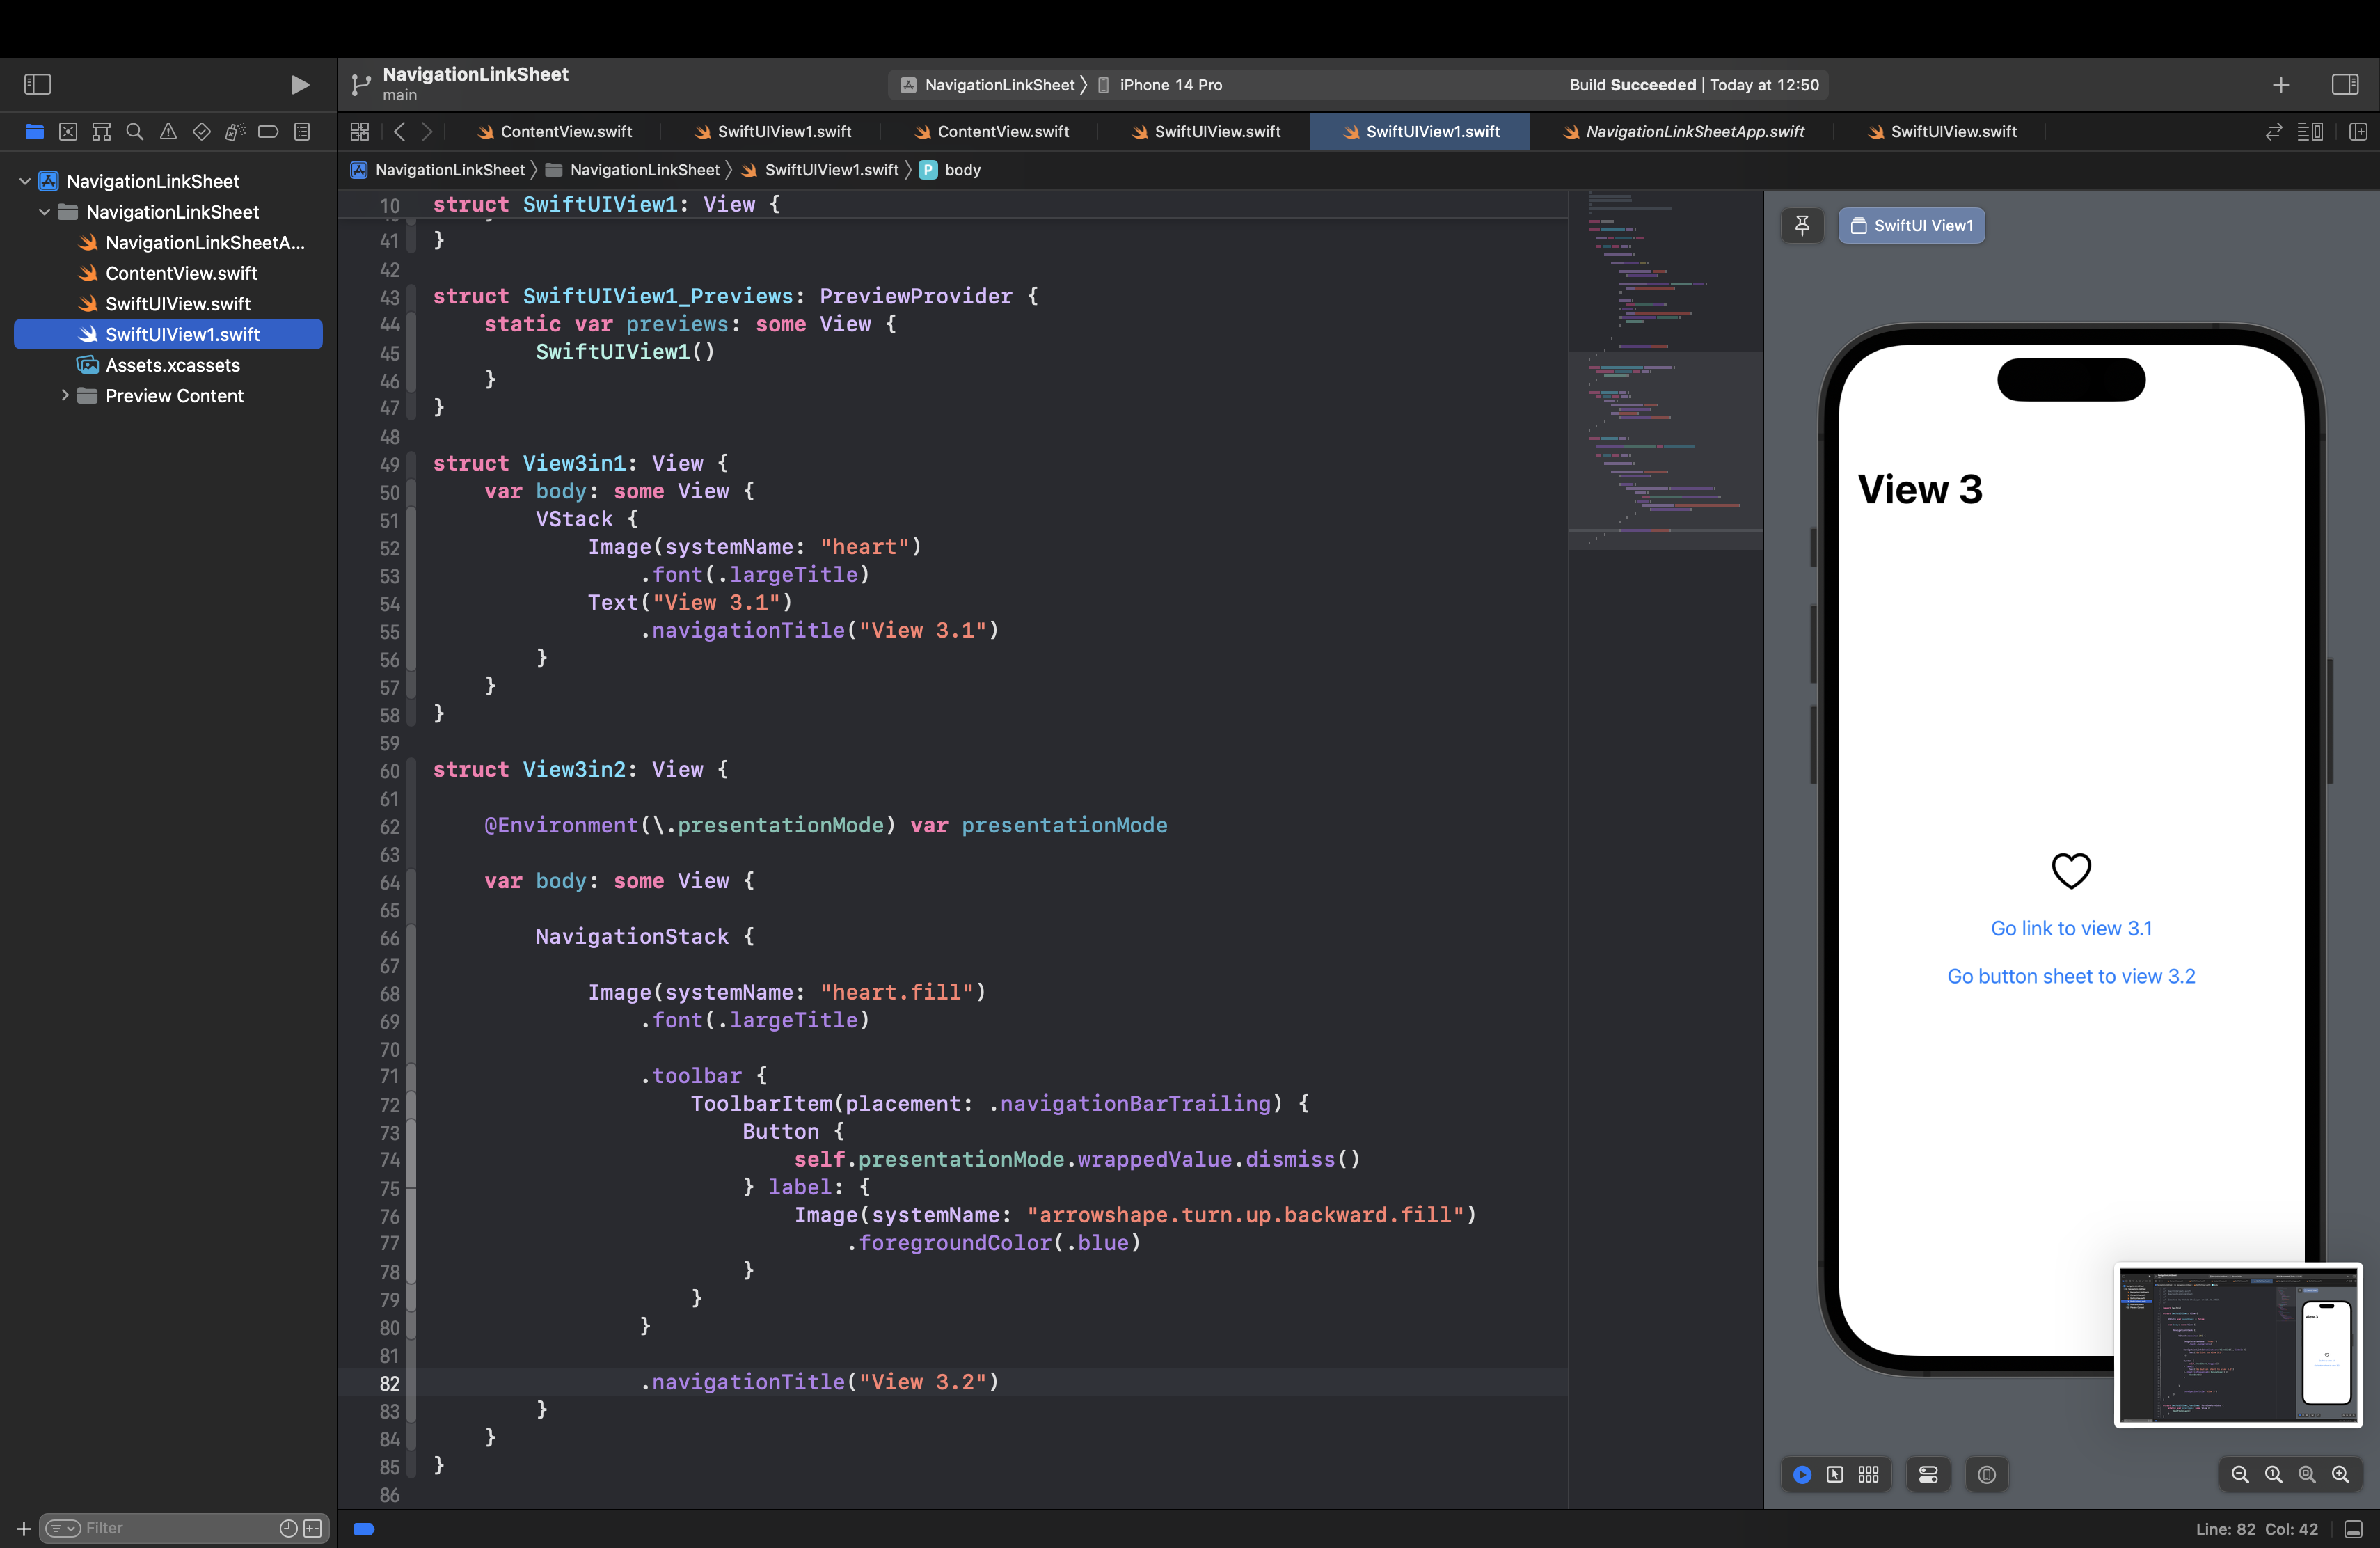 NavigationLinkSheet
main
NavigationLinkSheet
iPhone 14 Pro
Build Succeeded | Today at 12:50
ContentView.swift
SwiftUIView1.swift
ContentView.swift
SwiftUIView.swift
SwiftUIView1.swift
NavigationLinkSheetApp.swift
SwiftUIView.swift
NavigationLinkSheet
NavigationLinkSheet
SwiftUIView1.swift
P body
NavigationLinkSheet
NavigationLinkSheet
NavigationLinkSheetA...
ContentView.swift
SwiftUIView.swift
SwiftUIView1.swift
Assets.xcassets
Preview Content
10 struct SwiftUIView1: View {
41 }
42
43 struct SwiftUIView1_Previews: PreviewProvider {
44 static var previews: some View {
45 SwiftUIView1()
46 }
47 }
48
49 struct View3in1: View {
50 var body: some View {
51 VStack {
52 Image(systemName: "heart")
53 .font(.largeTitle)
54 Text("View 3.1")
55 .navigationTitle("View 3.1")
56 }
57 }
58 }
59
60 struct View3in2: View {
61
62 @Environment(\.presentationMode) var presentationMode
63
64 var body: some View {
65
66 NavigationStack {
67
68 Image(systemName: "heart.fill")
69 .font(.largeTitle)
70
71 .toolbar {
72 ToolbarItem(placement: .navigationBarTrailing) {
73 Button {
74 self.presentationMode.wrappedValue.dismiss()
75 } label: {
76 Image(systemName: "arrowshape.turn.up.backward.fill")
77 .foregroundColor(.blue)
78 }
79 }
80 }
81
82 .navigationTitle("View 3.2")
83 }
84 }
85 }
86
SwiftUI View1
View 3
Go link to view 3.1
Go button sheet to view 3.2
Filter
Line: 82 Col: 42